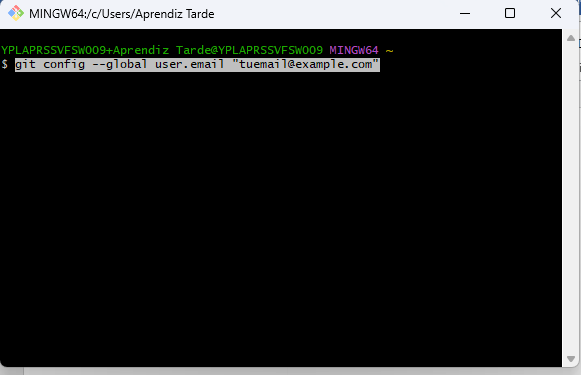 MINGW64:/c/Users/Aprendiz Tarde
YPLAPRSSVFSW009+Aprendiz Tarde@YPLAPRSSVFSW009 MINGW64 ~
$ git config --global user.email "tuemail@example.com"